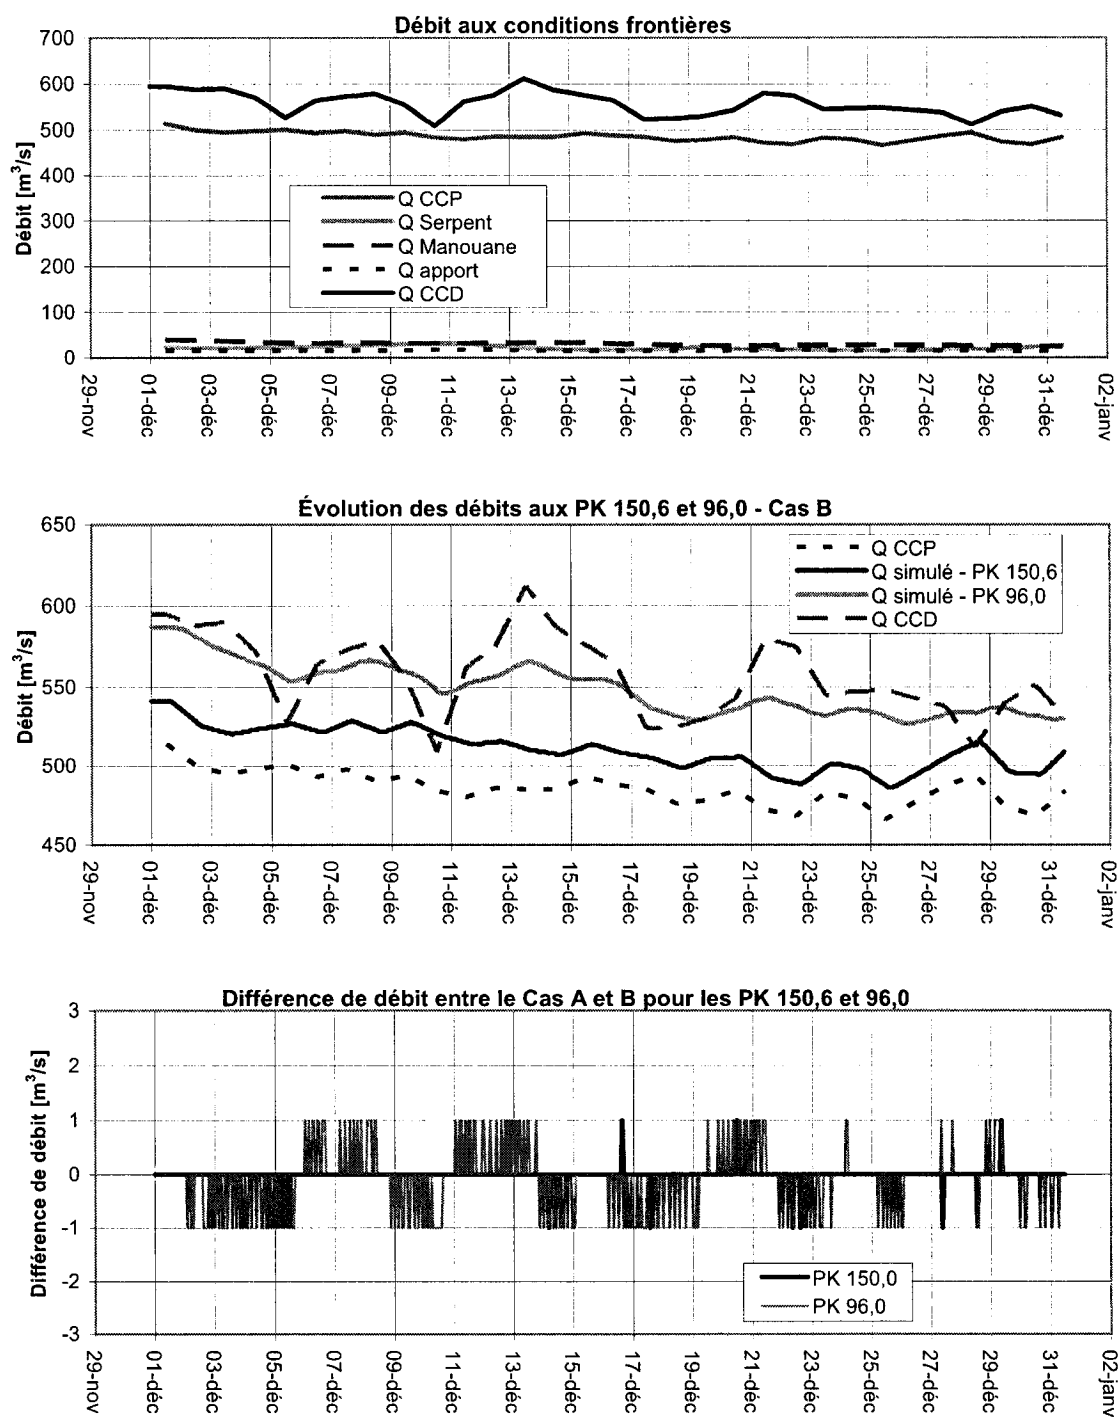 Débit aux conditions frontières
700
600
500
400
300
200
100
0
Débit [m³/s]
Q CCP
Q Serpent
Q Manouane
Q apport
Q CCD
29-nov
01-déc
03-déc
05-déc
07-déc
09-déc
11-déc
13-déc
15-déc
17-déc
19-déc
21-déc
23-déc
25-déc
27-déc
29-déc
31-déc
02-janv
Évolution des débits aux PK 150,6 et 96,0 - Cas B
650
600
550
500
450
Débit [m³/s]
Q CCP
Q simulé - PK 150,6
Q simulé - PK 96,0
Q CCD
29-nov
01-déc
03-déc
05-déc
07-déc
09-déc
11-déc
13-déc
15-déc
17-déc
19-déc
21-déc
23-déc
25-déc
27-déc
29-déc
31-déc
02-janv
Différence de débit entre le Cas A et B pour les PK 150,6 et 96,0
3
2
1
0
-1
-2
-3
Différence de débit [m³/s]
PK 150,0
PK 96,0
29-nov
01-déc
03-déc
05-déc
07-déc
09-déc
11-déc
13-déc
15-déc
17-déc
19-déc
21-déc
23-déc
25-déc
27-déc
29-déc
31-déc
02-janv